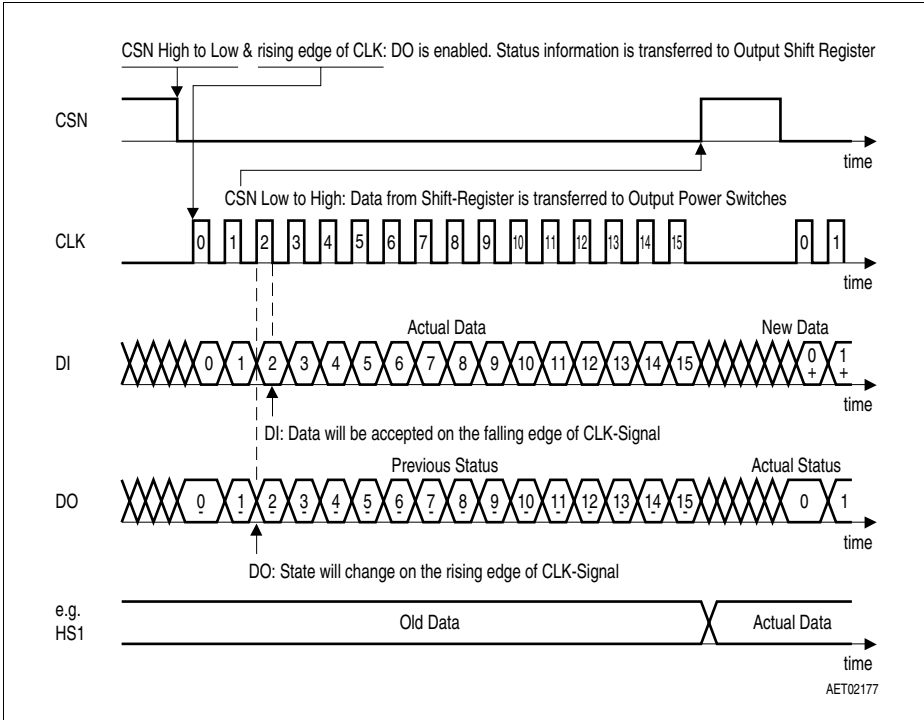 CSN High to Low & rising edge of CLK: DO is enabled. Status information is transferred to Output Shift Register
CSN
time
CSN Low to High: Data from Shift-Register is transferred to Output Power Switches
CLK
0 1 2 3 4 5 6 7 8 9 10 11 12 13 14 15 0 1
time
Actual Data New Data
DI
0 1 2 3 4 5 6 7 8 9 10 11 12 13 14 15 0+ 1+
time
DI: Data will be accepted on the falling edge of CLK-Signal
Previous Status Actual Status
DO
0- 1- 2- 3- 4- 5- 6- 7- 8- 9- 10- 11- 12- 13- 14- 15- 0 1
time
DO: State will change on the rising edge of CLK-Signal
e.g.
HS1
Old Data Actual Data
time
AET02177